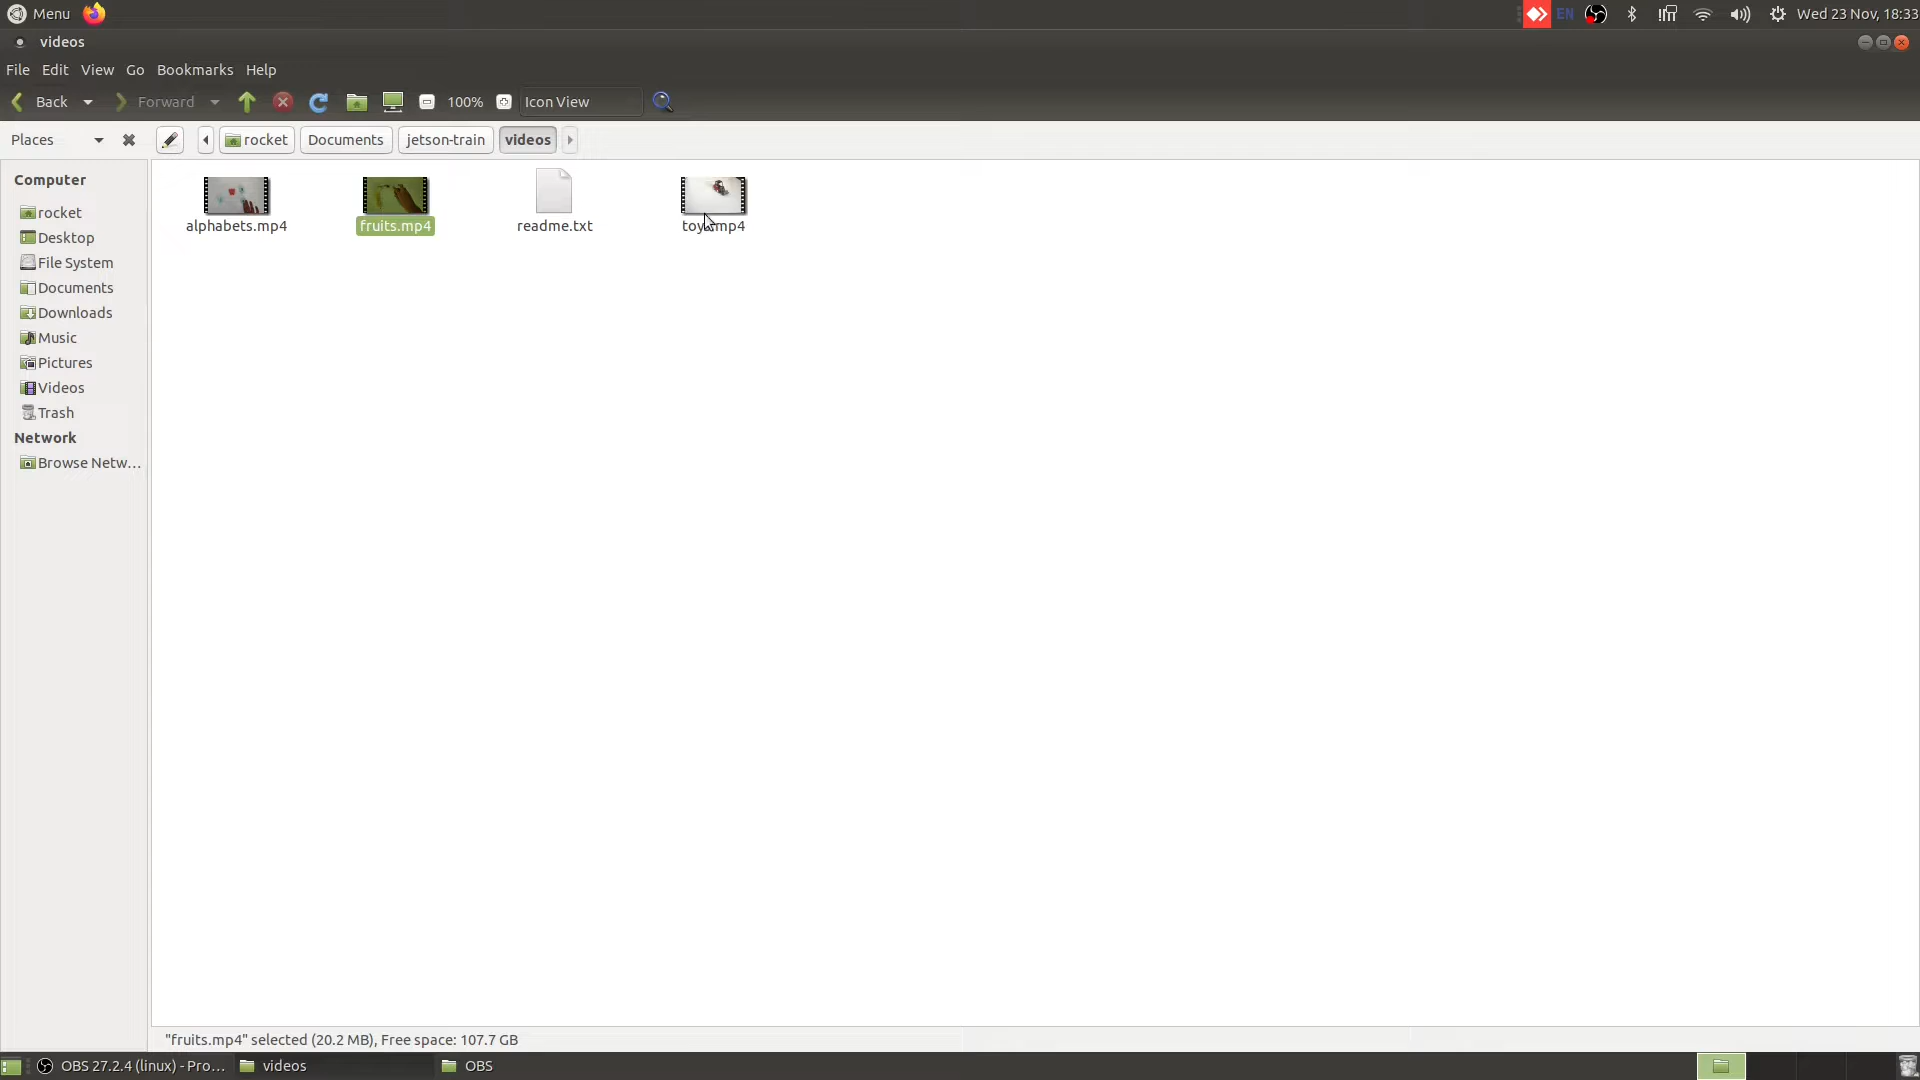 Menu
EN
Wed 23 Nov, 18:33
videos
File Edit View Go Bookmarks Help
Back Forward 100% Icon View
Places rocket Documents jetson-train videos
Computer
rocket
Desktop
File System
Documents
Downloads
Music
Pictures
Videos
Trash
Network
Browse Netw...
alphabets.mp4 fruits.mp4 readme.txt
"fruits.mp4" selected (20.2 MB), Free space: 107.7 GB
OBS 27.2.4 (linux) - Pro... videos OBS